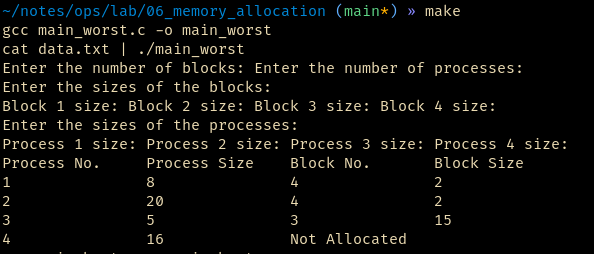 ~/notes/ops/lab/06_memory_allocation (main*) » make
gcc main_worst.c -o main_worst
cat data.txt | ./main_worst
Enter the number of blocks: Enter the number of processes:
Enter the sizes of the blocks:
Block 1 size: Block 2 size: Block 3 size: Block 4 size:
Enter the sizes of the processes:
Process 1 size: Process 2 size: Process 3 size: Process 4 size:
Process No. Process Size Block No. Block Size
1 8 4 2
2 20 4 2
3 5 3 15
4 16 Not Allocated